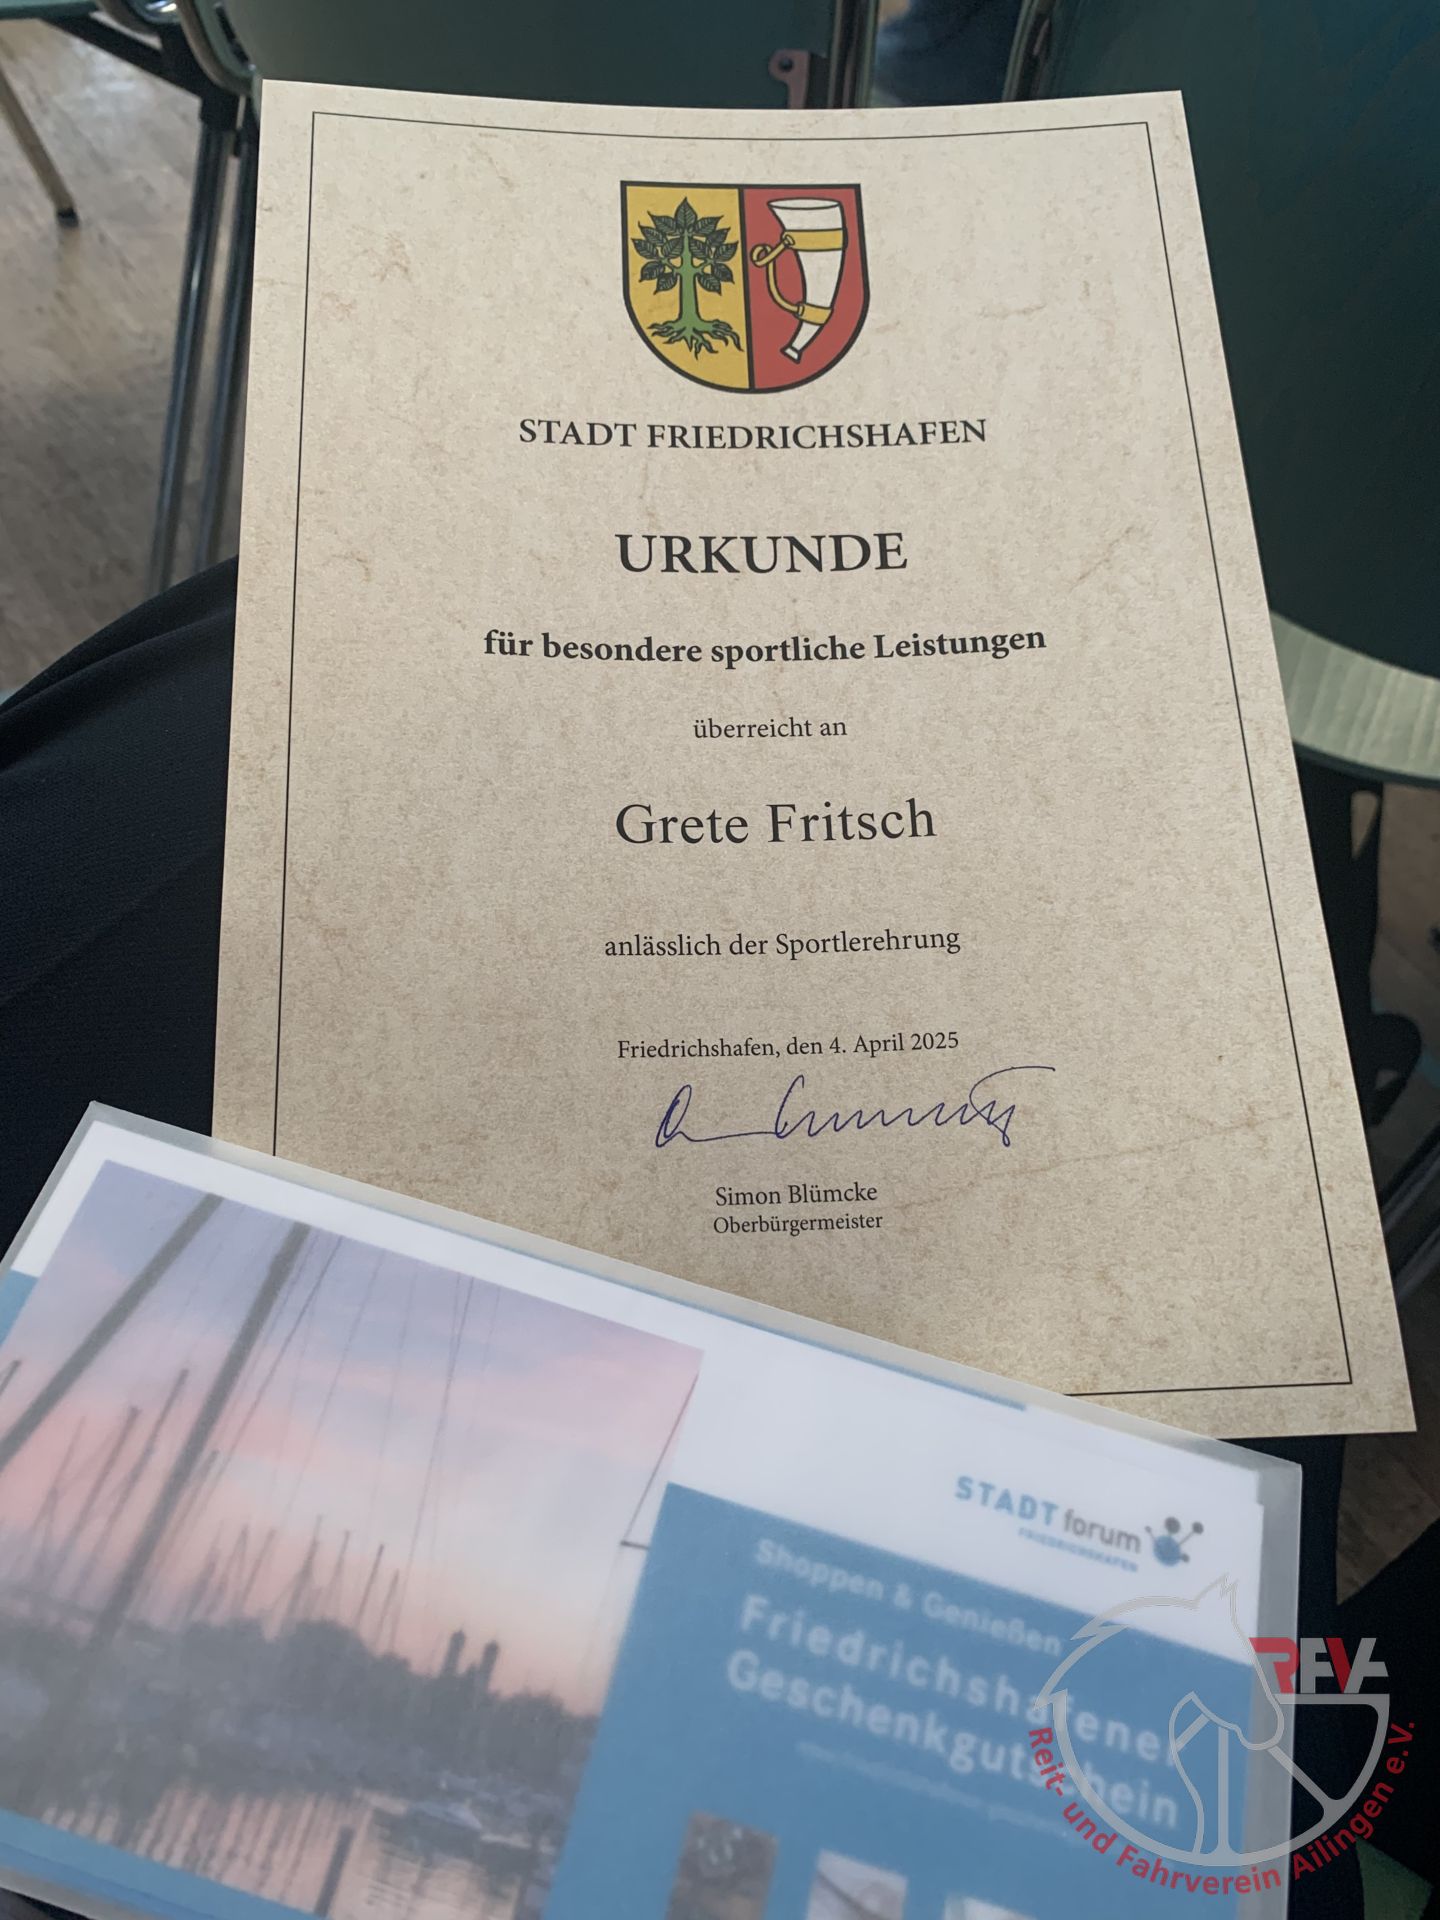 STADT FRIEDRICHSHAFEN
URKUNDE
für besondere sportliche Leistungen
überreicht an
Grete Fritsch
anlässlich der Sportlerehrung
Friedrichshafen, den 4. April 2025
Simon Blümcke
Oberbürgermeister
STADT forum
FRIEDRICHSHAFEN
Shoppen & Genießen
Friedrichshafener
Geschenkgutschein
RFVA
Reit- und Fahrverein Ailingen e.V.